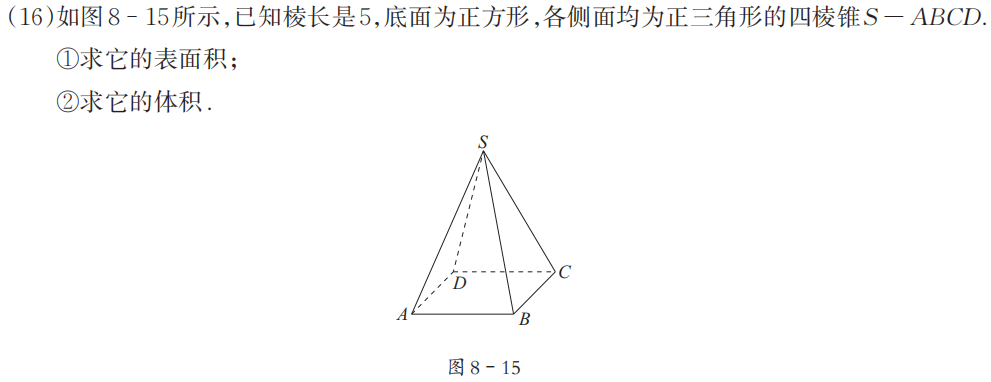 (16)如图8-15所示,已知棱长是5,底面为正方形,各侧面均为正三角形的四棱锥S-ABCD.
①求它的表面积;
②求它的体积.
S
D
C
A
B
图8-15